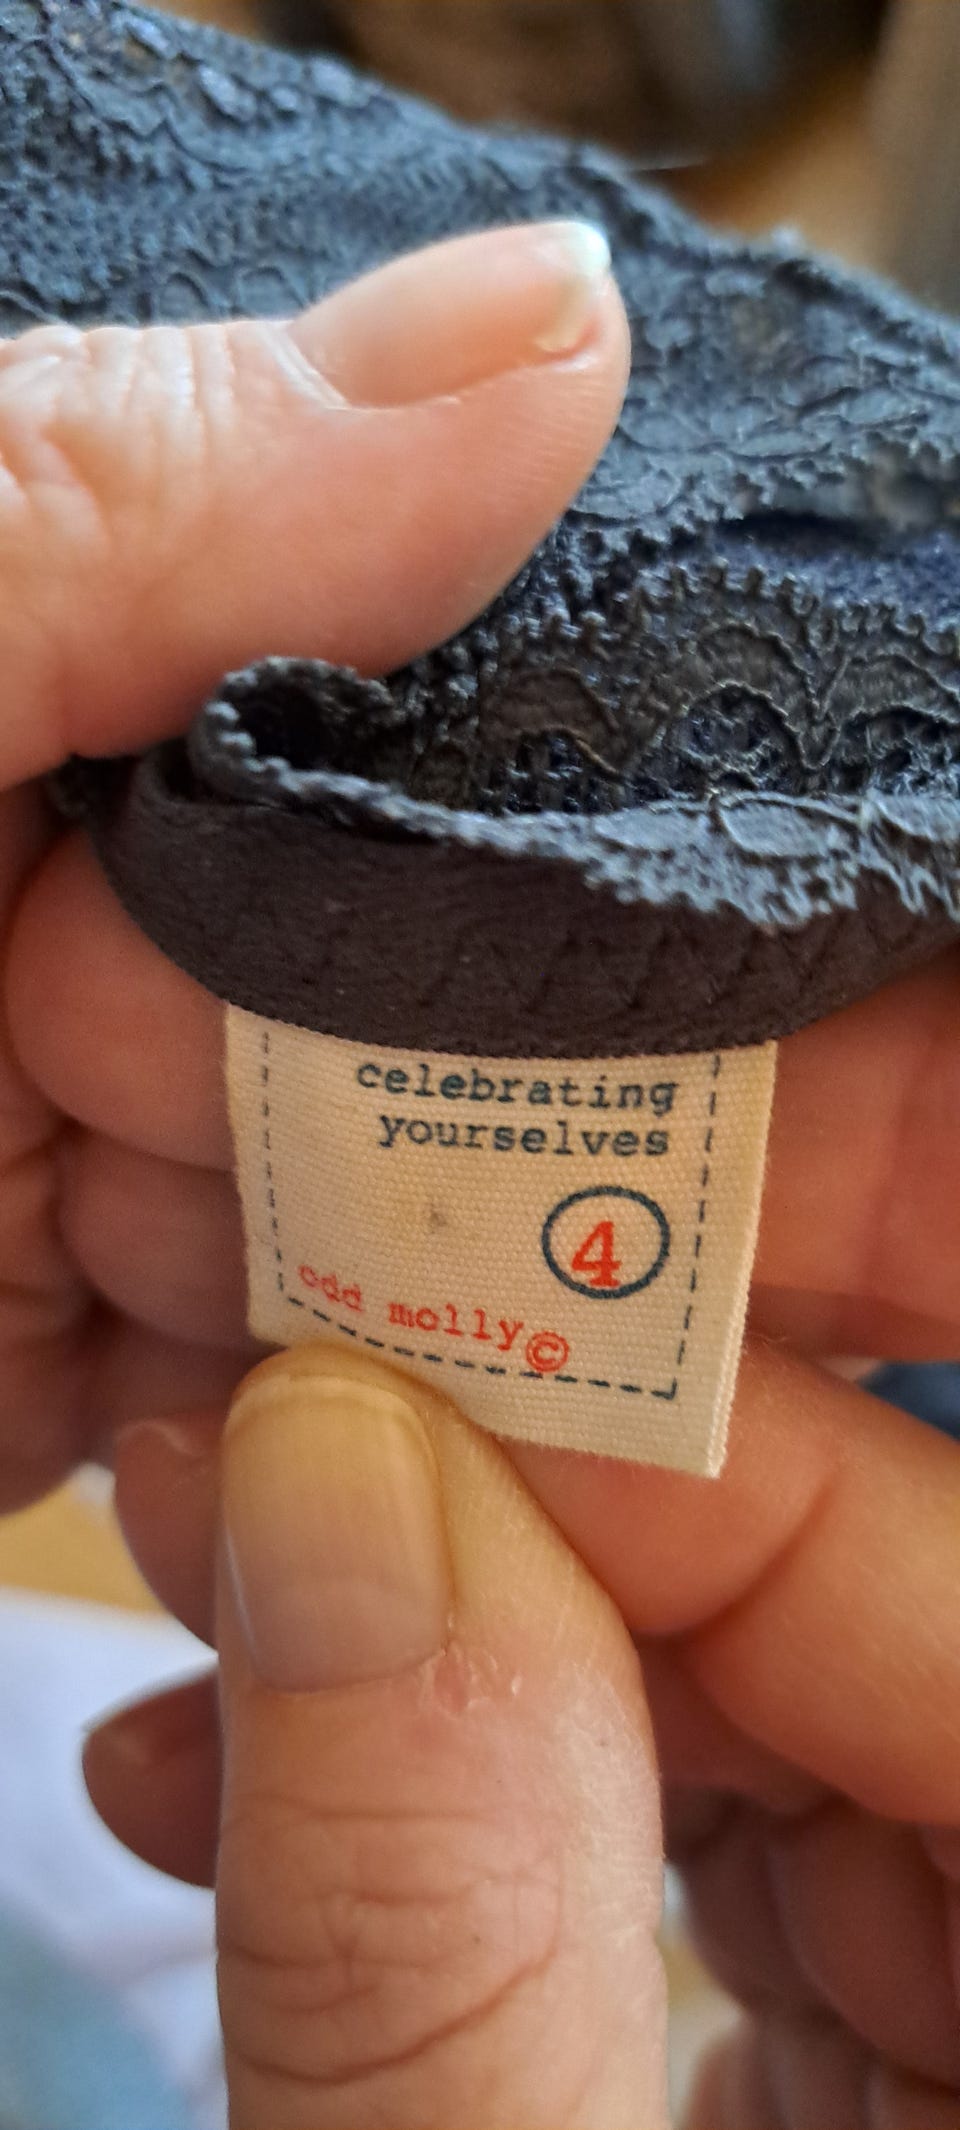 celebrating
yourselves
4
odd molly©